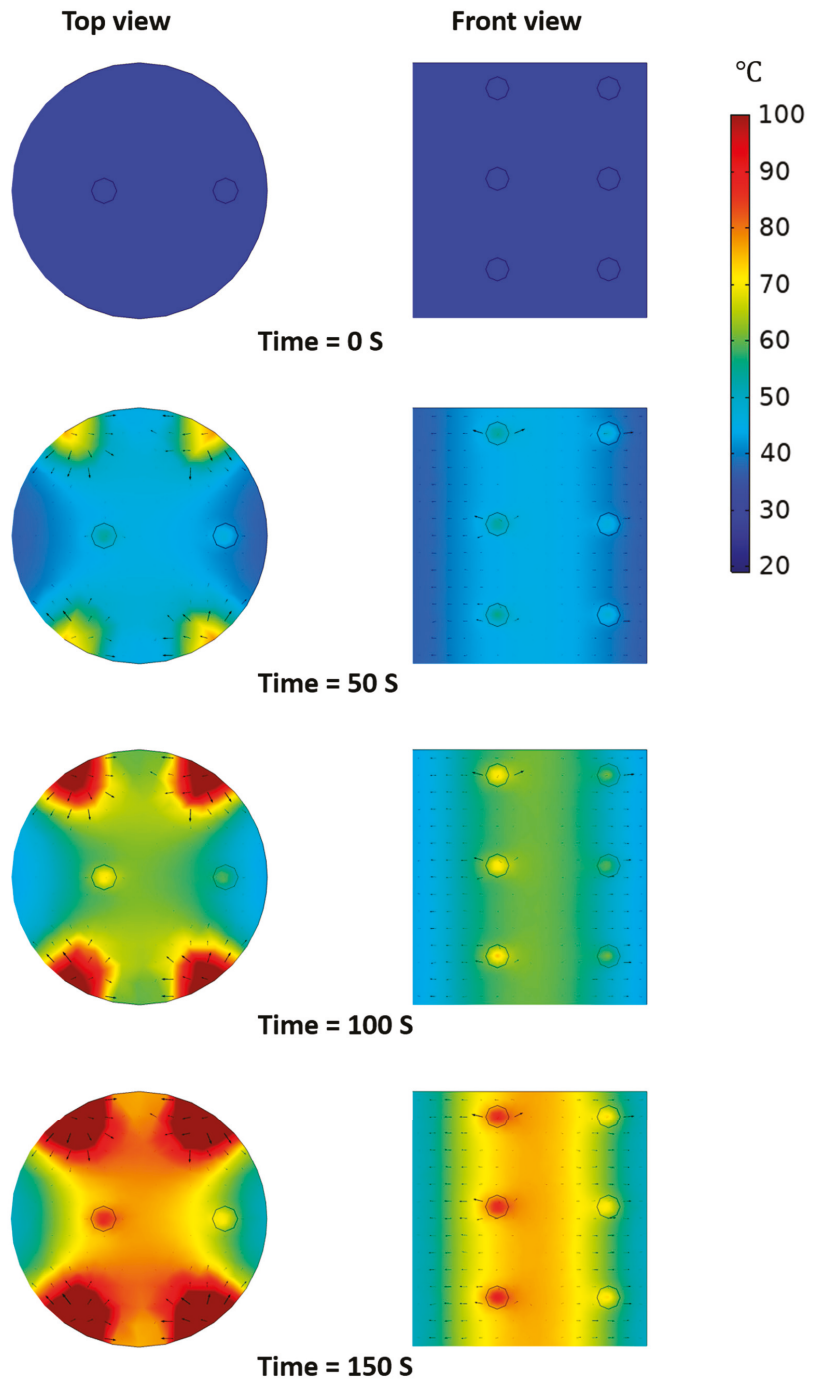 Top view
Front view
°C
100
90
80
70
60
50
40
30
20
Time = 0 S
Time = 50 S
Time = 100 S
Time = 150 S